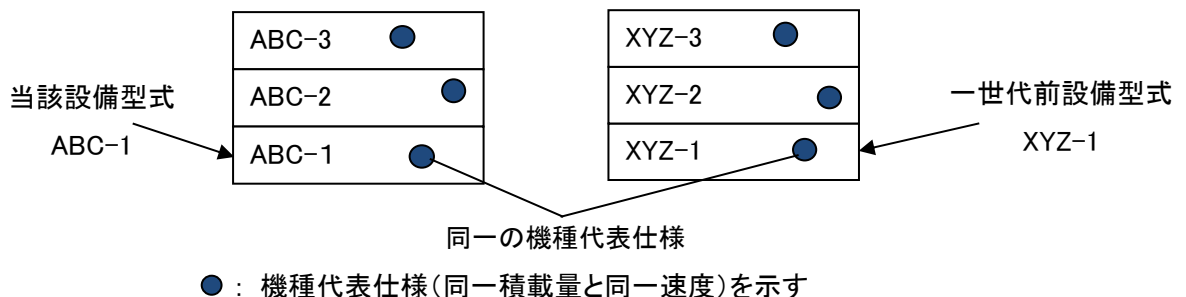 ABC-3
ABC-2
ABC-1
XYZ-3
XYZ-2
XYZ-1
当該設備型式
ABC-1
一世代前設備型式
XYZ-1
同一の機種代表仕様
： 機種代表仕様（同一積載量と同一速度）を示す